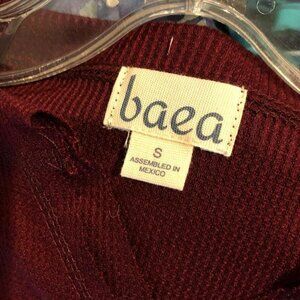 baea
S
ASSEMBLED IN
MEXICO